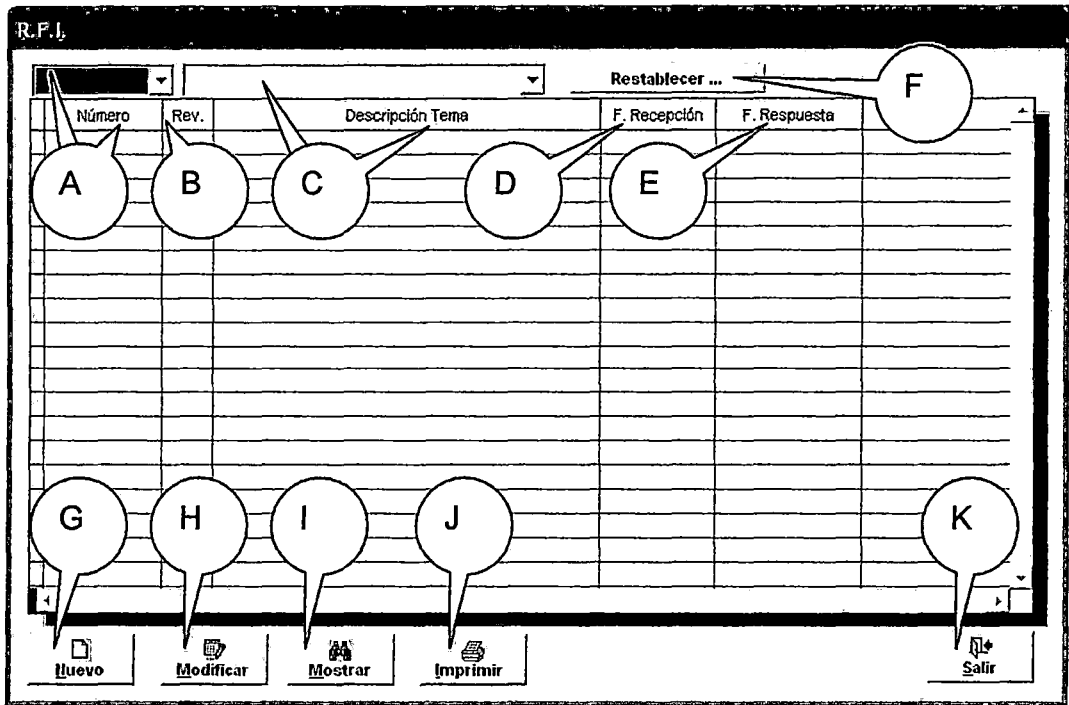 R.F.I.
Restablecer ...
F
Número Rev. Descripción Tema F. Recepción F. Respuesta
A B C D E
G H I J K
Nuevo Modificar Mostrar Imprimir Salir